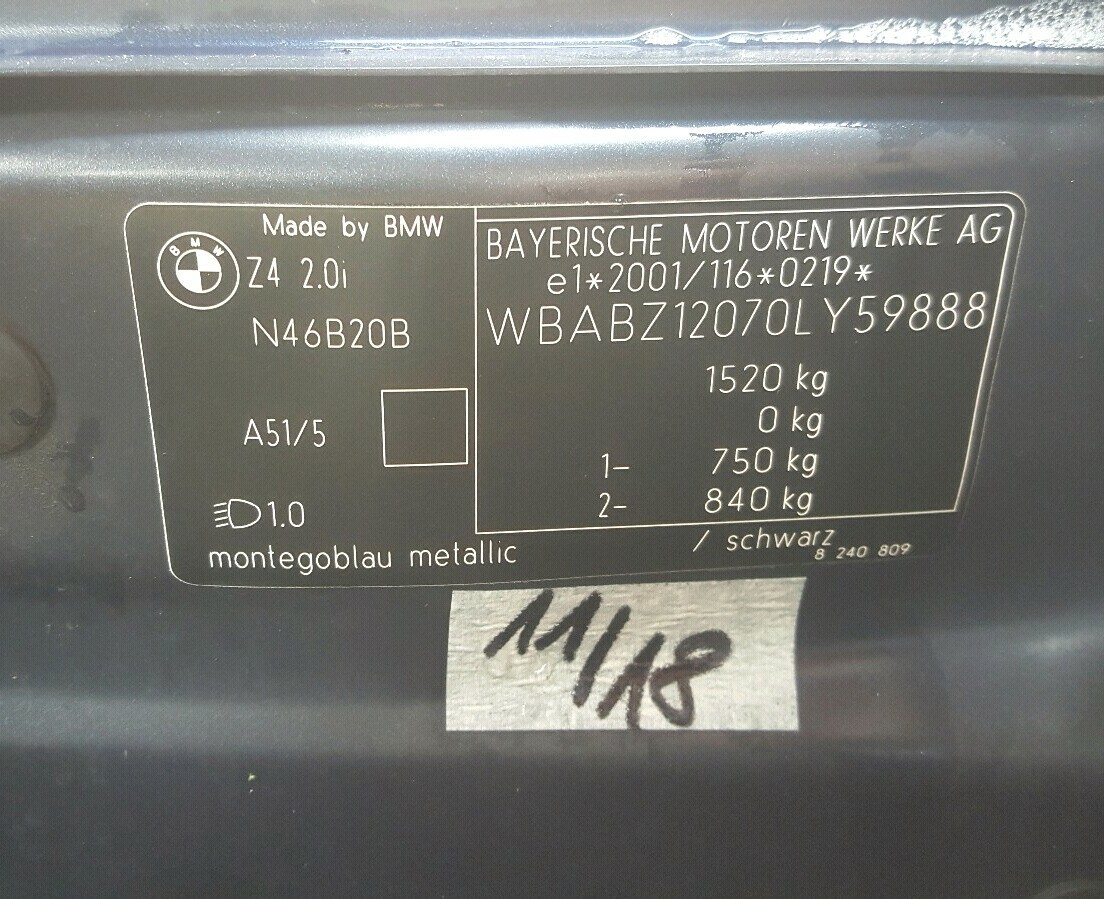 Made by BMW
BMW
Z4 2.0i
N46B20B
A51/5
1.0
montegoblau metallic / schwarz
8 240 809
BAYERISCHE MOTOREN WERKE AG
e1*2001/116*0219*
WBABZ12070LY59888
1520 kg
0 kg
1- 750 kg
2- 840 kg
11/18